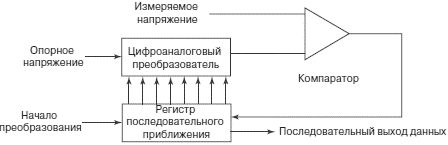 Измеряемое
напряжение
Опорное
напряжение
Цифроаналоговый
преобразователь
Компаратор
Начало
преобразования
Регистр
последовательного
приближения
Последовательный выход данных